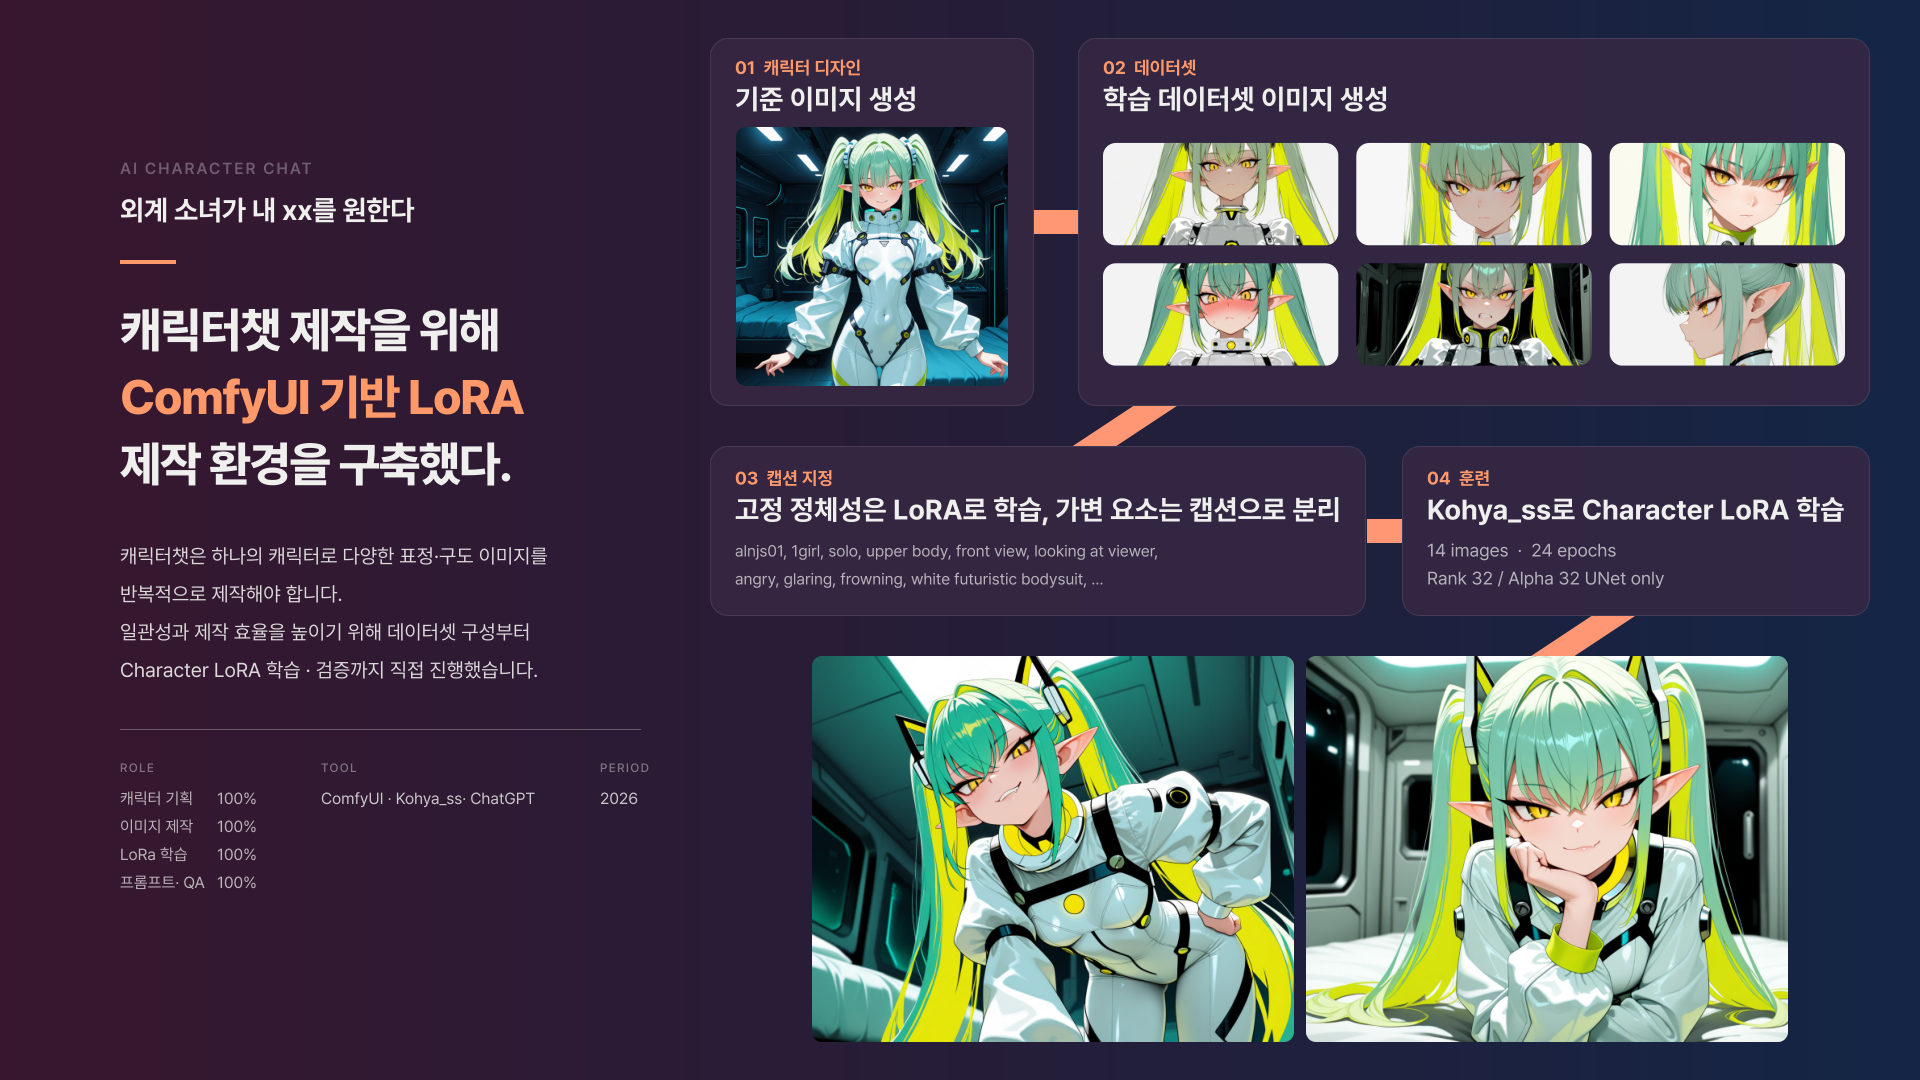 AI CHARACTER CHAT
외계 소녀가 내 xx를 원한다
캐릭터챗 제작을 위해
ComfyUI 기반 LoRA
제작 환경을 구축했다.
캐릭터챗은 하나의 캐릭터로 다양한 표정·구도 이미지를
반복적으로 제작해야 합니다.
일관성과 제작 효율을 높이기 위해 데이터셋 구성부터
Character LoRA 학습 · 검증까지 직접 진행했습니다.
ROLE
캐릭터 기획 100%
이미지 제작 100%
LoRa 학습 100%
프롬프트· QA 100%
TOOL
ComfyUI · Kohya_ss· ChatGPT
PERIOD
2026
01 캐릭터 디자인
기준 이미지 생성
02 데이터셋
학습 데이터셋 이미지 생성
03 캡션 지정
고정 정체성은 LoRA로 학습, 가변 요소는 캡션으로 분리
alnjs01, 1girl, solo, upper body, front view, looking at viewer,
angry, glaring, frowning, white futuristic bodysuit, ...
04 훈련
Kohya_ss로 Character LoRA 학습
14 images · 24 epochs
Rank 32 / Alpha 32 UNet only